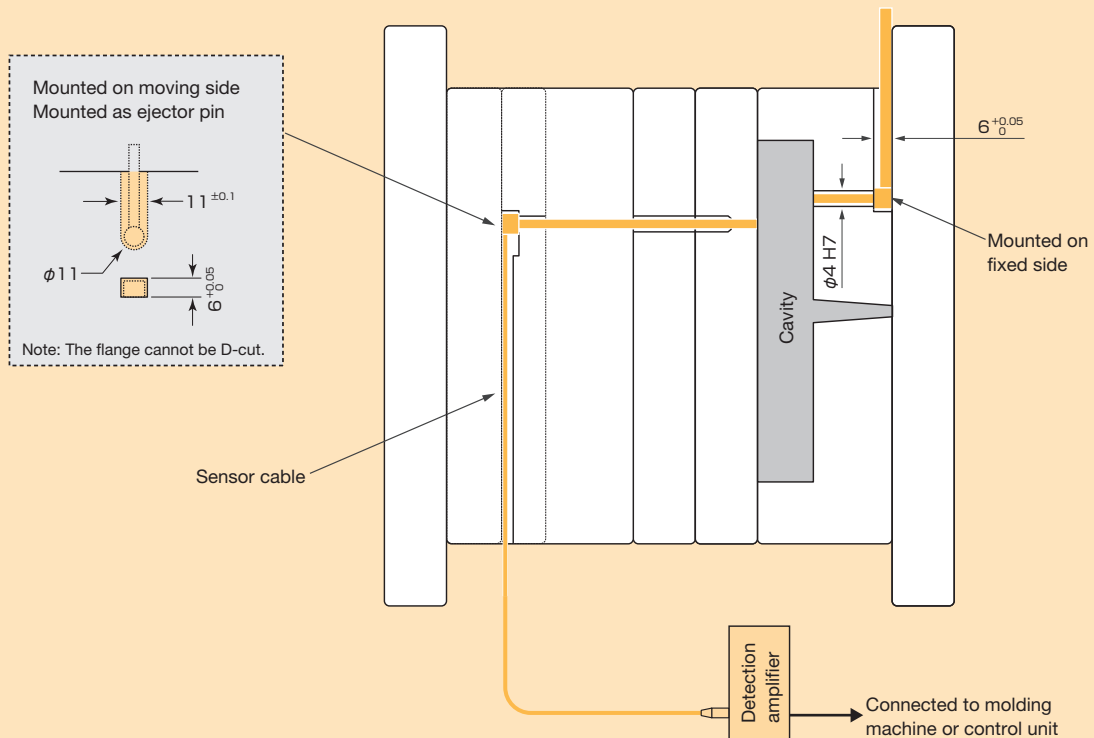 Mounted on moving side
Mounted as ejector pin
11 ±0.1
φ11
6 +0.05 0
Note: The flange cannot be D-cut.
6 +0.05 0
φ4 H7
Mounted on
fixed side
Cavity
Sensor cable
Detection
amplifier
Connected to molding
machine or control unit